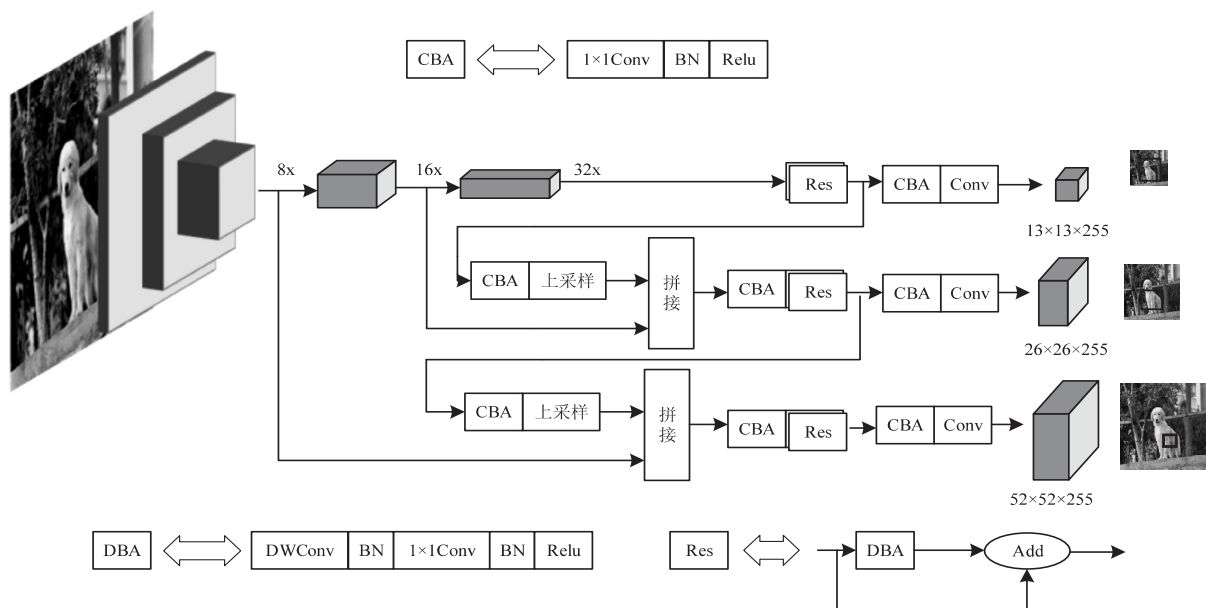 CBA 1×1Conv BN Relu
8x 16x 32x Res CBA Conv
13×13×255
CBA 上采样 拼接 CBA Res CBA Conv
26×26×255
CBA 上采样 拼接 CBA Res CBA Conv
52×52×255
DBA DWConv BN 1×1Conv BN Relu Res DBA Add